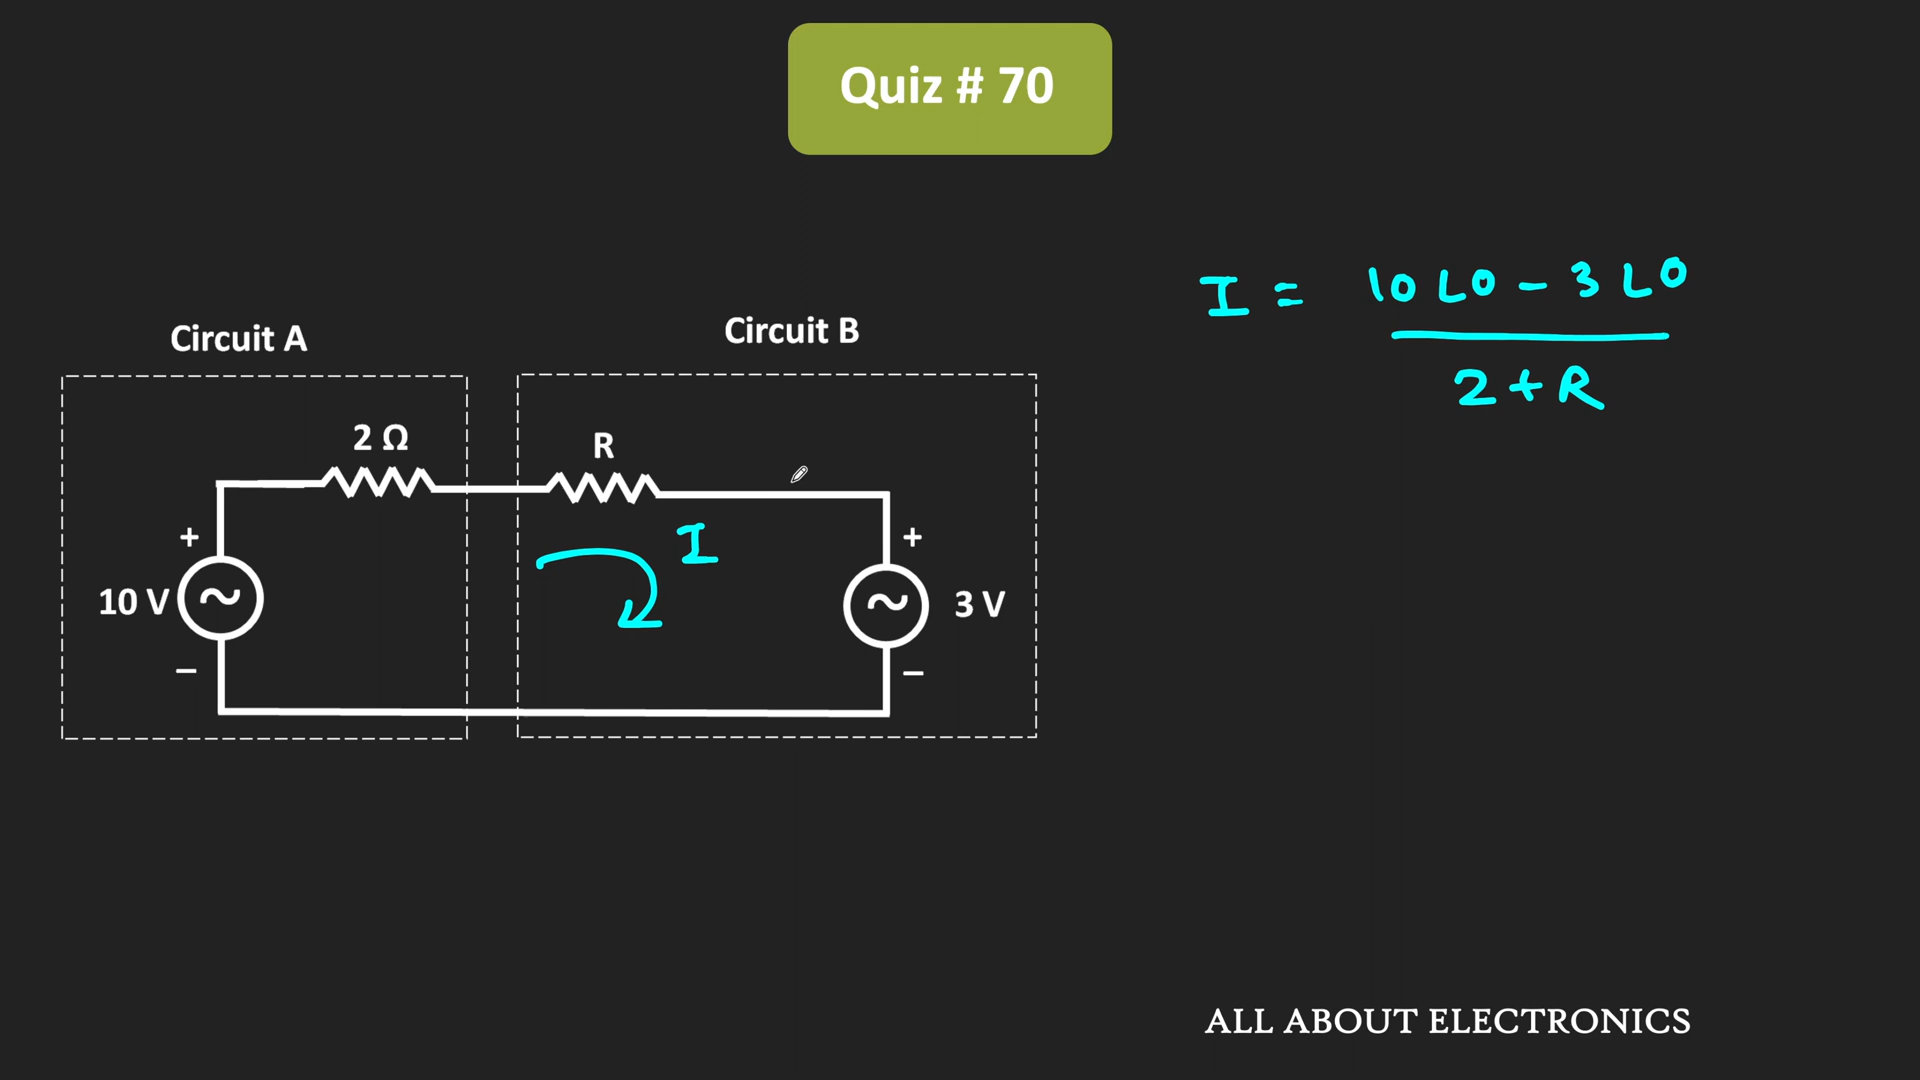 Quiz # 70
I = 10 ∠0 - 3 ∠0
2 + R
Circuit A
Circuit B
2 Ω
R
I
+
+
10 V
3 V
–
–
ALL ABOUT ELECTRONICS